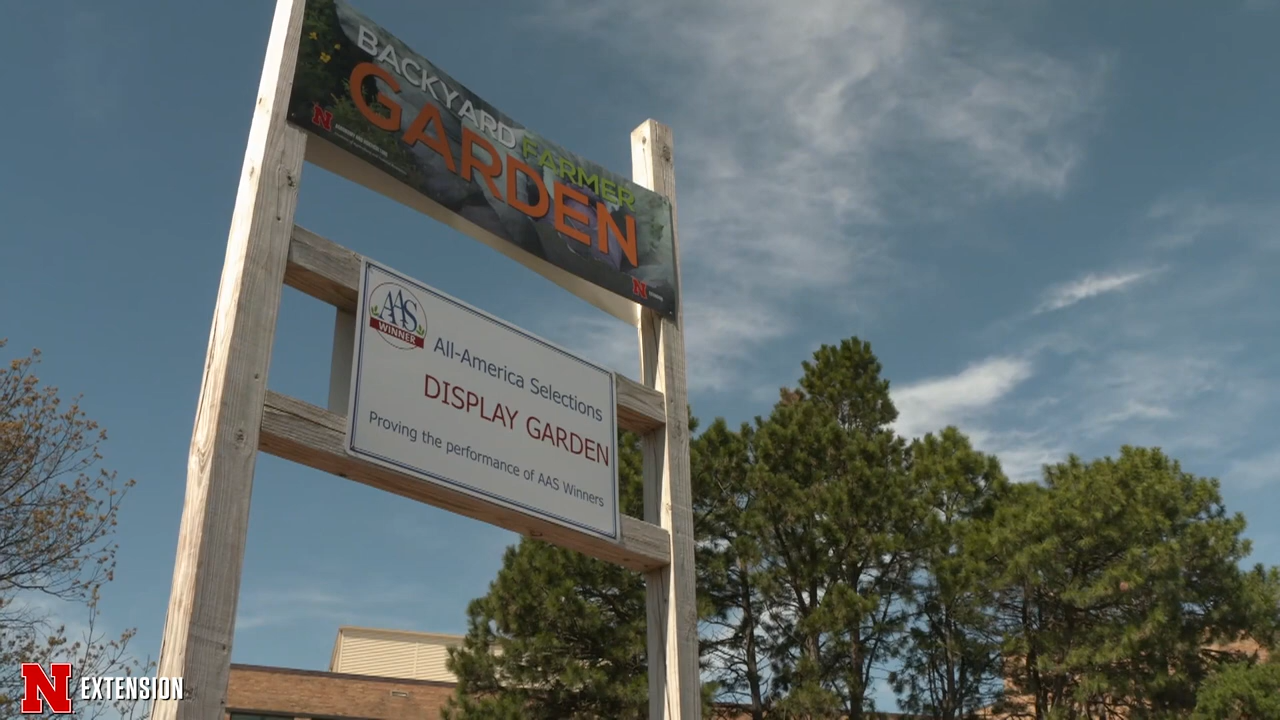 BACKYARD FARMER
GARDEN
N
N
AAS
WINNER
All-America Selections
DISPLAY GARDEN
Proving the performance of AAS Winners
N EXTENSION